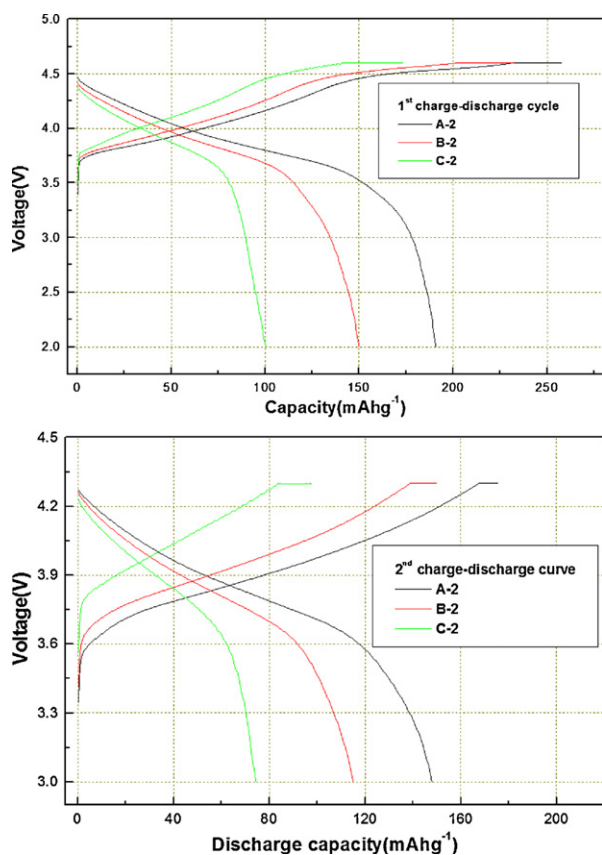 5.0
4.5
4.0
3.5
3.0
2.5
2.0
Voltage(V)
1st charge-discharge cycle
A-2
B-2
C-2
0 50 100 150 200 250
Capacity(mAhg-1)
4.5
4.2
3.9
3.6
3.3
3.0
Voltage(V)
2nd charge-discharge curve
A-2
B-2
C-2
0 40 80 120 160 200
Discharge capacity(mAhg-1)